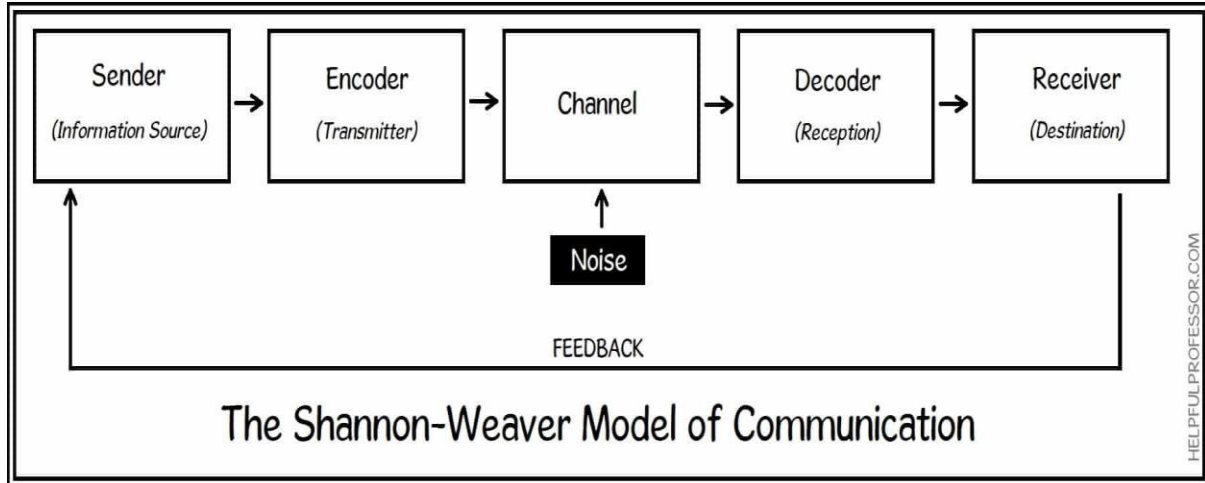 Sender
(Information Source)
Encoder
(Transmitter)
Channel
Decoder
(Reception)
Receiver
(Destination)
Noise
FEEDBACK
The Shannon-Weaver Model of Communication
HELPFULPROFESSOR.COM